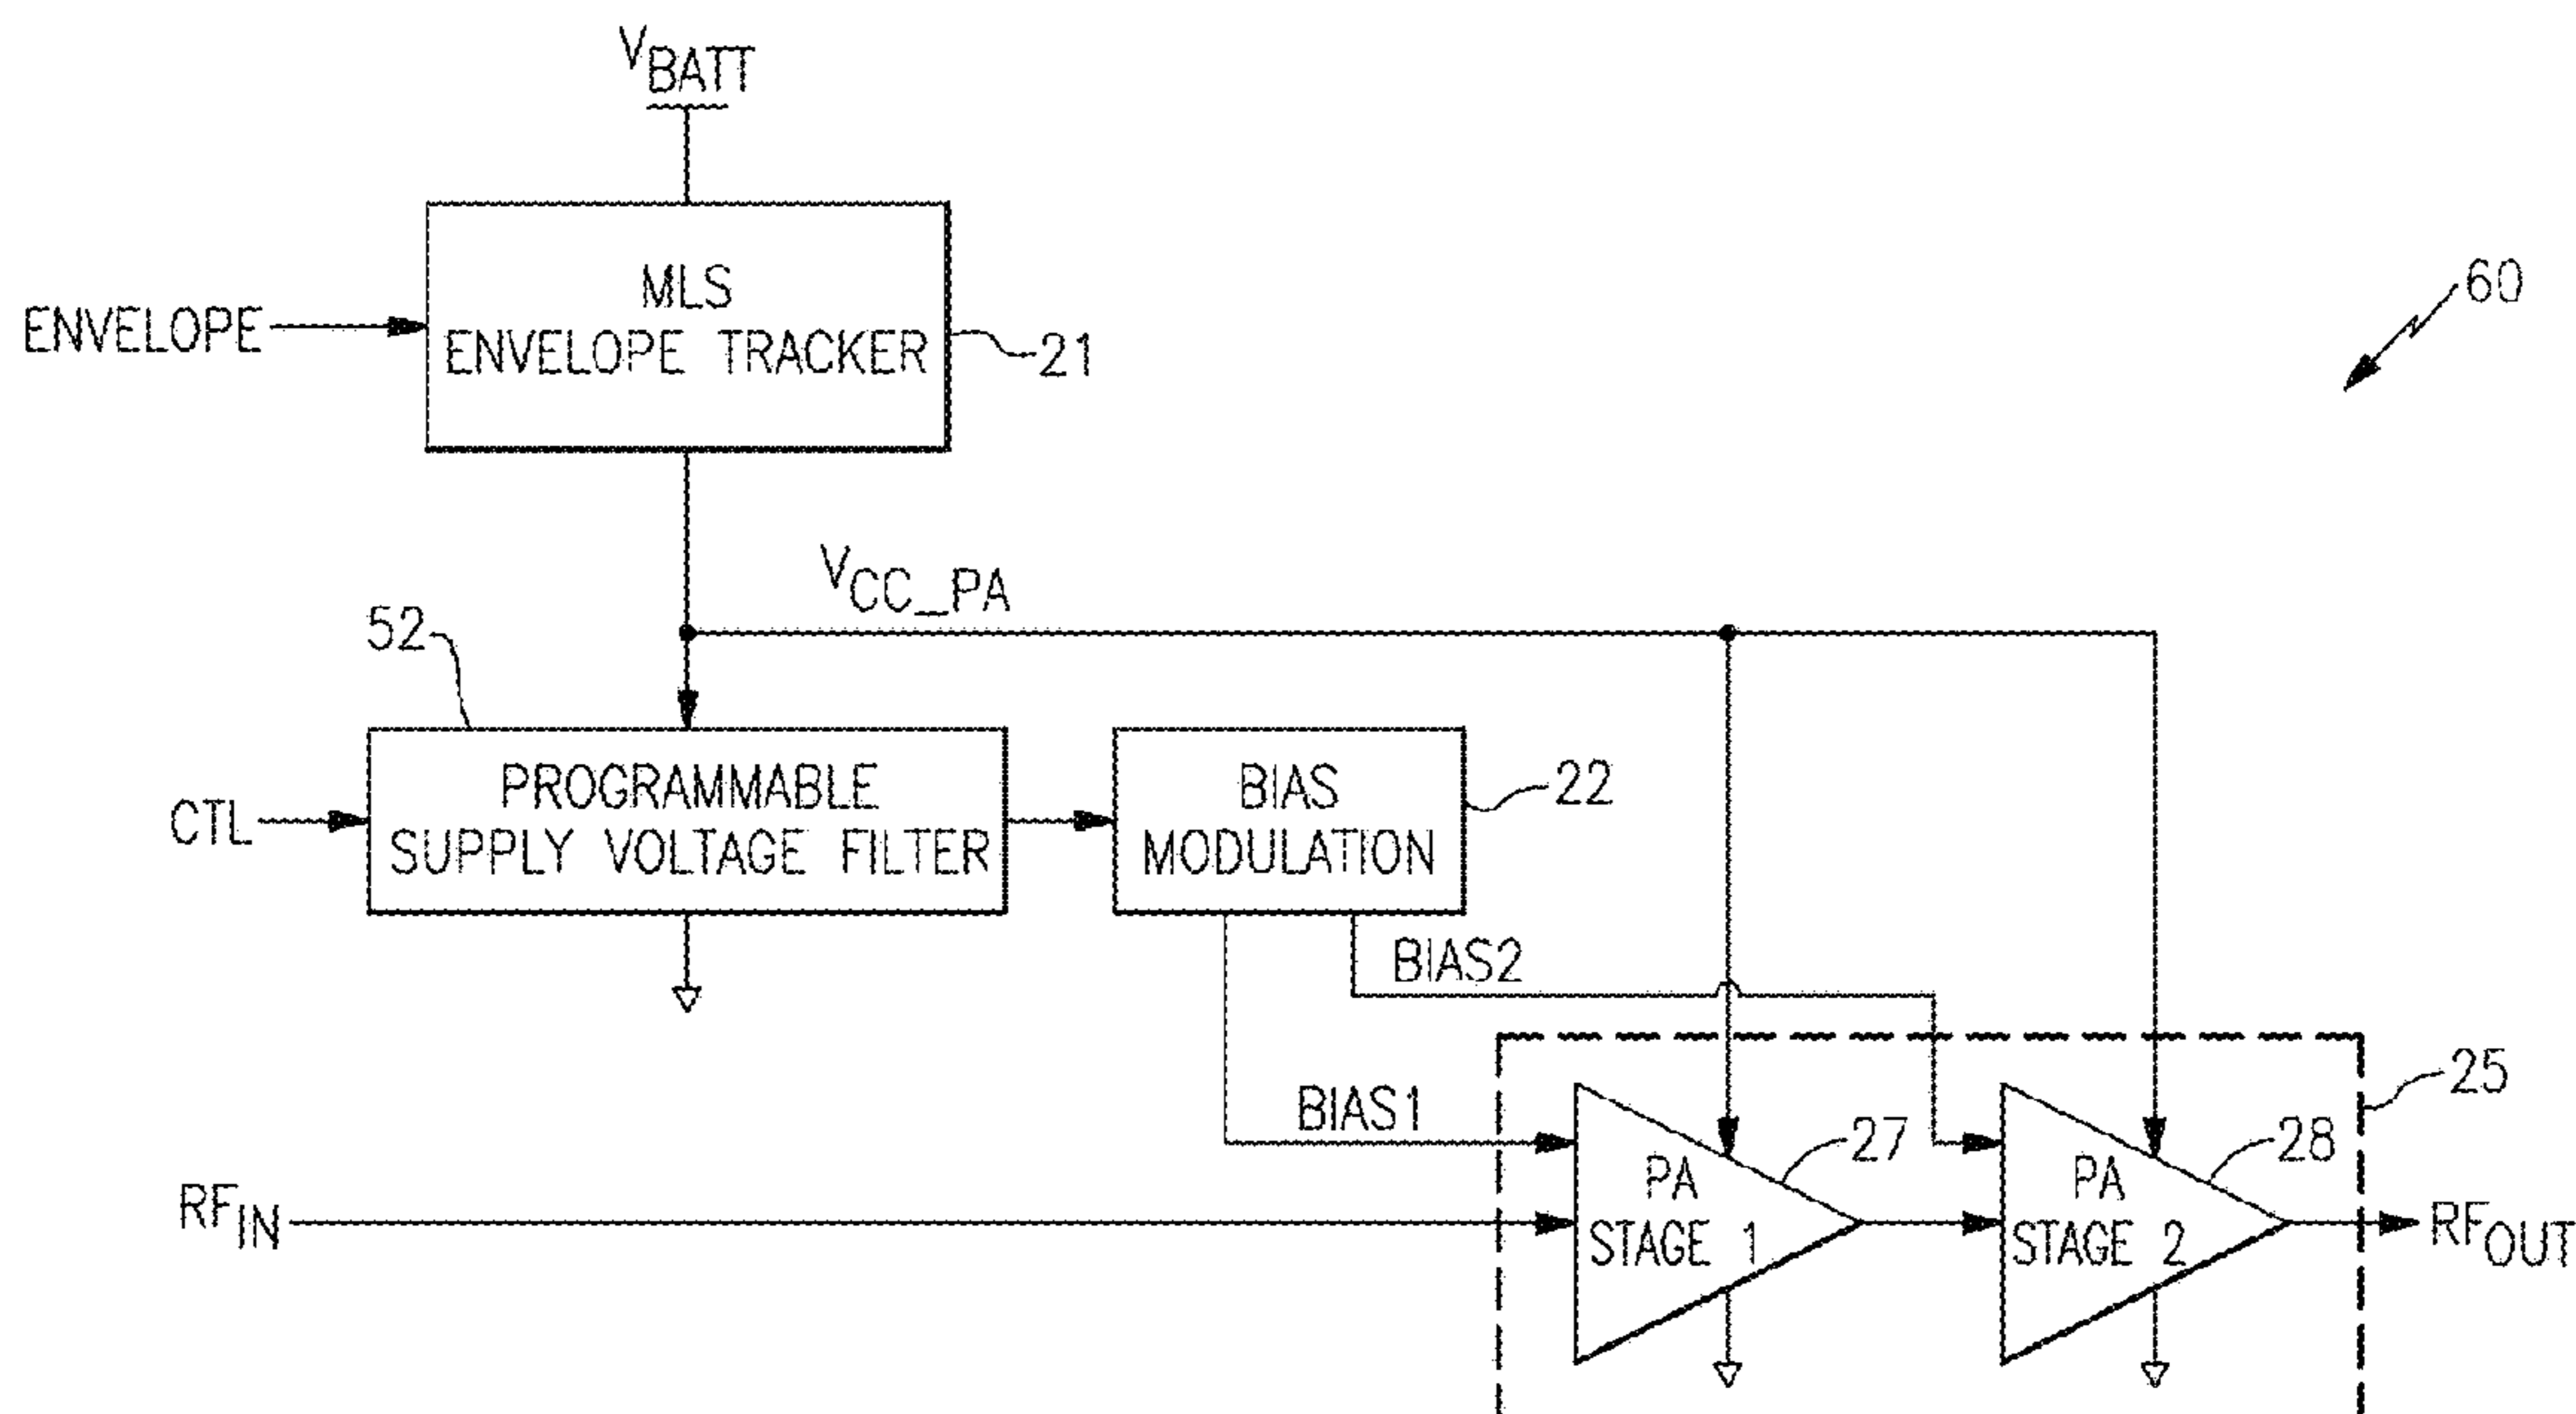 VBATT
MLS
ENVELOPE TRACKER
ENVELOPE
21
60
VCC_PA
52
PROGRAMMABLE
SUPPLY VOLTAGE FILTER
CTL
BIAS
MODULATION
22
BIAS2
BIAS1
25
27
28
PA
STAGE 1
PA
STAGE 2
RFIN
RFOUT